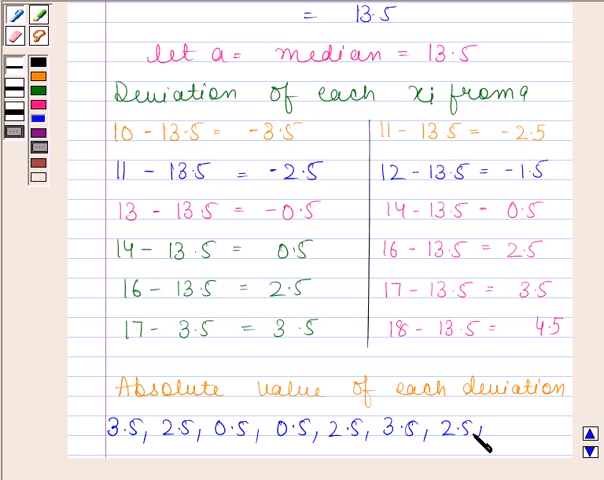 = 13.5
let a = median = 13.5
Deviation of each xi from a
10 - 13.5 = -3.5
11 - 13.5 = -2.5
13 - 13.5 = -0.5
14 - 13.5 = 0.5
16 - 13.5 = 2.5
17 - 3.5 = 3.5
11 - 13.5 = -2.5
12 - 13.5 = -1.5
14 - 13.5 - 0.5
16 - 13.5 = 2.5
17 - 13.5 = 3.5
18 - 13.5 = 4.5
Absolute value of each deviation
3.5, 2.5, 0.5, 0.5, 2.5, 3.5, 2.5,